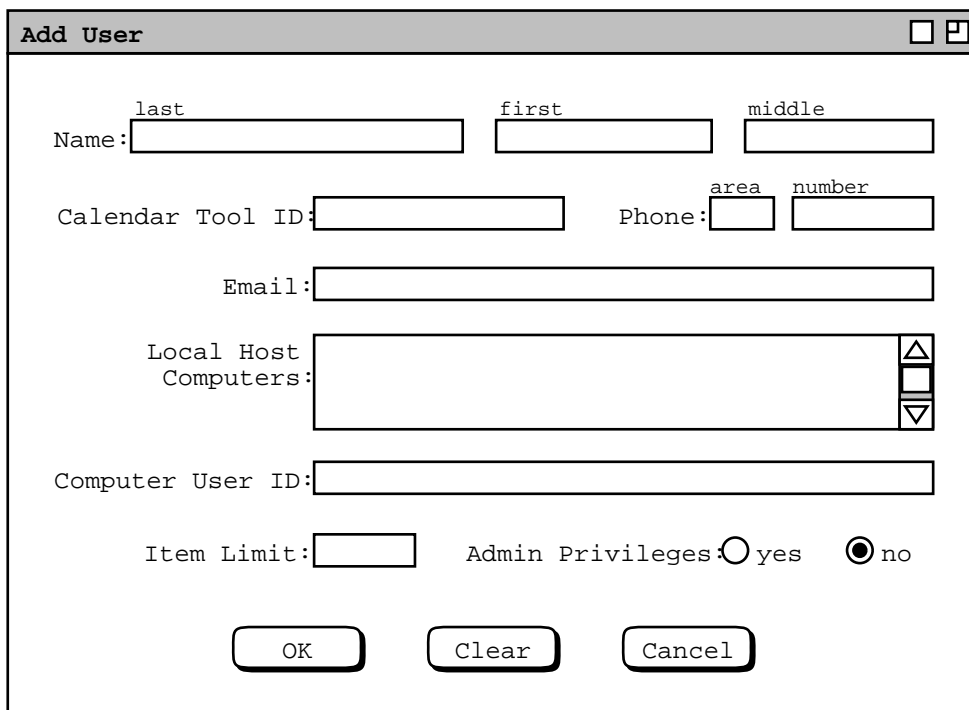 Add User
last first middle
Name:
area number
Calendar Tool ID: Phone:
Email:
Local Host
Computers:
Computer User ID:
Item Limit: Admin Privileges: yes no
OK Clear Cancel